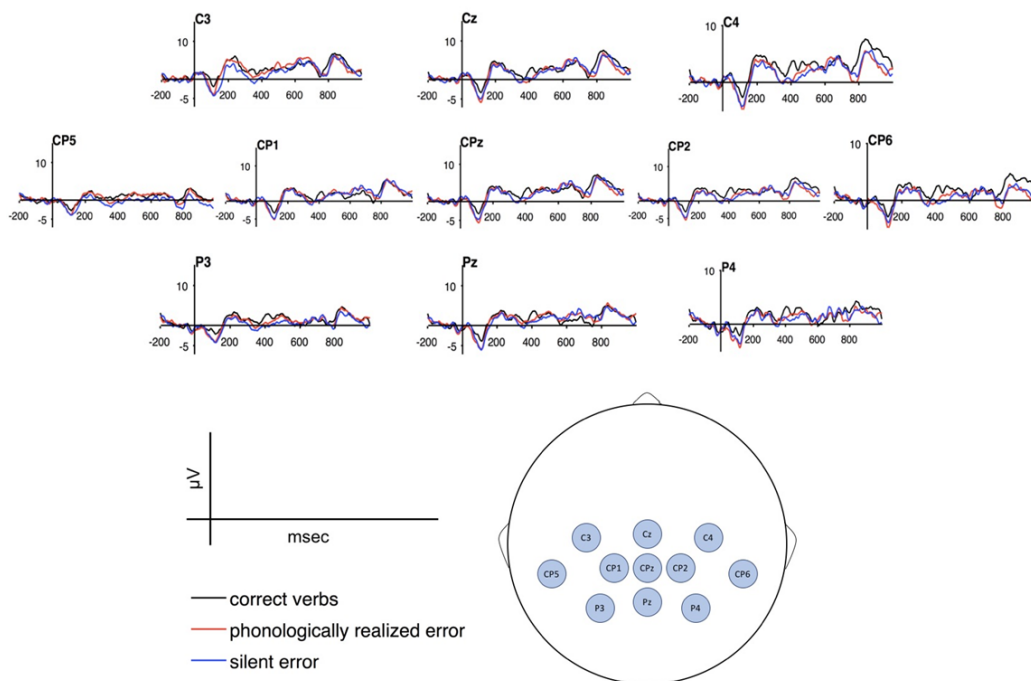 C3 Cz C4
10 10 10
-200 200 400 600 800 -200 200 400 600 800 -200 200 400 600 800
-5 -5
CP5 CP1 CPz CP2 CP6
10 10 10 10 10
-200 200 400 600 800 -200 200 400 600 800 -200 200 400 600 800 -200 200 400 600 800 -200 200 400 600 800
-5 -5 -5 -5
P3 Pz P4
10 10 10
-200 200 400 600 800 -200 200 400 600 800 -200 200 400 600 800
-5 -5
µV
msec
C3 Cz C4
CP5 CP1 CPz CP2 CP6
P3 Pz P4
correct verbs
phonologically realized error
silent error